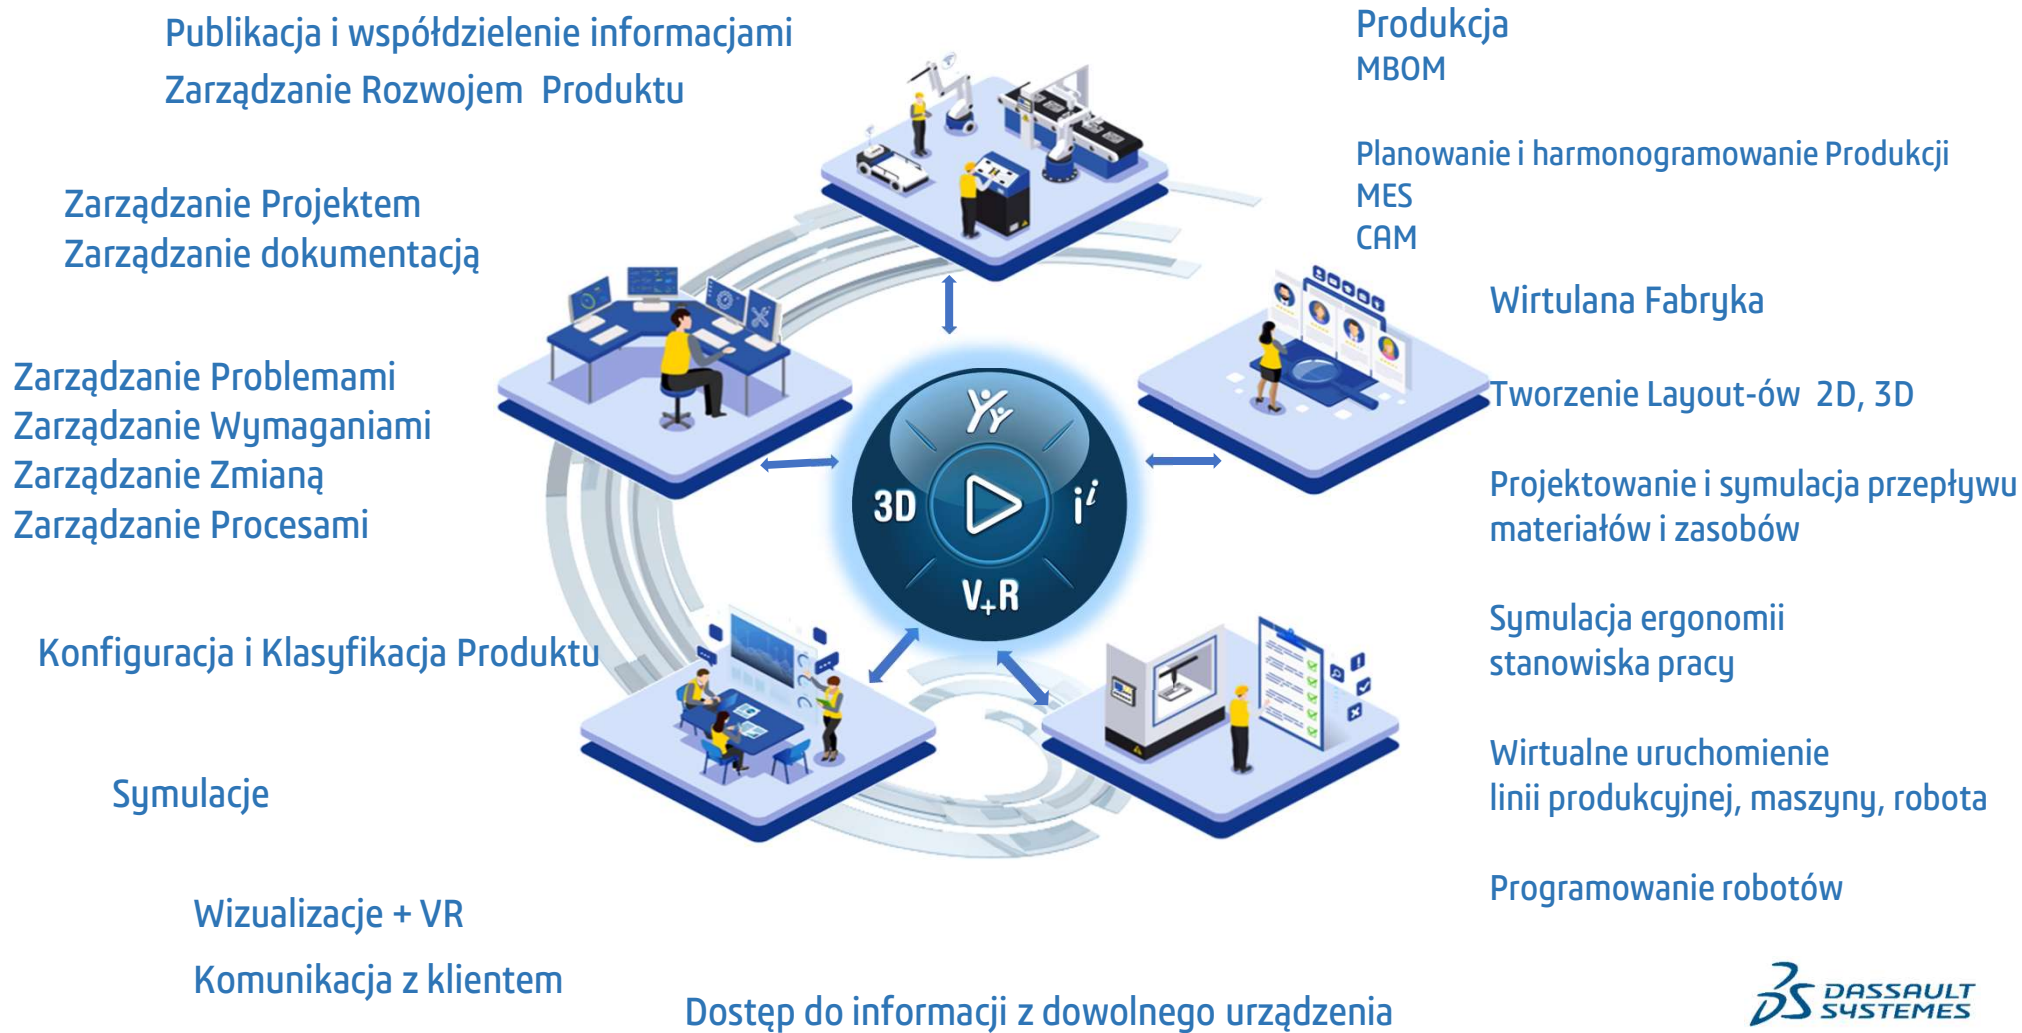 Publikacja i współdzielenie informacjami
Zarządzanie Rozwojem Produktu
Zarządzanie Projektem
Zarządzanie dokumentacją
Zarządzanie Problemami
Zarządzanie Wymaganiami
Zarządzanie Zmianą
Zarządzanie Procesami
Konfiguracja i Klasyfikacja Produktu
Symulacje
Wizualizacje + VR
Komunikacja z klientem
Dostęp do informacji z dowolnego urządzenia
3D
i i
V+R
Produkcja
MBOM
Planowanie i harmonogramowanie Produkcji
MES
CAM
Wirtulana Fabryka
Tworzenie Layout-ów 2D, 3D
Projektowanie i symulacja przepływu
materiałów i zasobów
Symulacja ergonomii
stanowiska pracy
Wirtualne uruchomienie
linii produkcyjnej, maszyny, robota
Programowanie robotów
3S DASSAULT
SYSTEMES